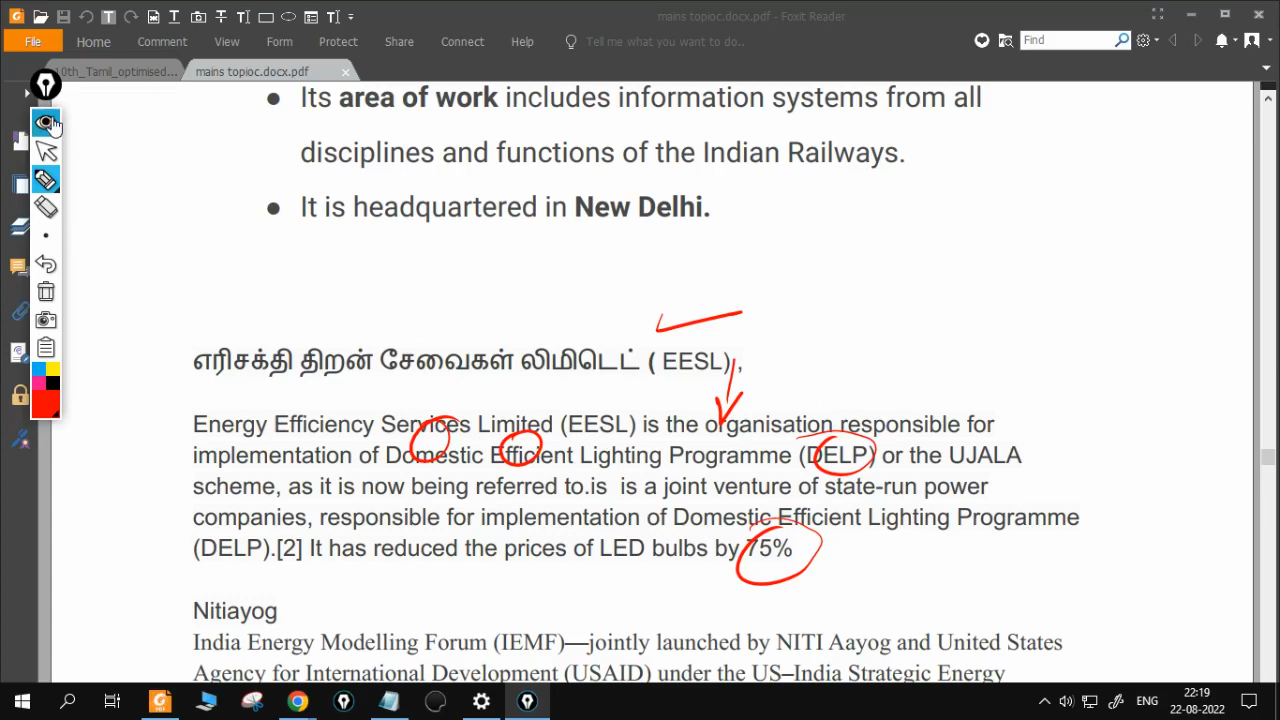 mains topioc.docx.pdf - Foxit Reader
File Home Comment View Form Protect Share Connect Help Tell me what you want to do.. Find
10th_Tamil_optimised... mains topioc.docx.pdf
● Its area of work includes information systems from all
disciplines and functions of the Indian Railways.
● It is headquartered in New Delhi.
எரிசக்தி திறன் சேவைகள் லிமிடெட் ( EESL) ,
Energy Efficiency Services Limited (EESL) is the organisation responsible for
implementation of Domestic Efficient Lighting Programme (DELP) or the UJALA
scheme, as it is now being referred to.is is a joint venture of state-run power
companies, responsible for implementation of Domestic Efficient Lighting Programme
(DELP).[2] It has reduced the prices of LED bulbs by 75%
Nitiayog
India Energy Modelling Forum (IEMF)—jointly launched by NITI Aayog and United States
Agency for International Development (USAID) under the US–India Strategic Energy
ENG 22:19
22-08-2022